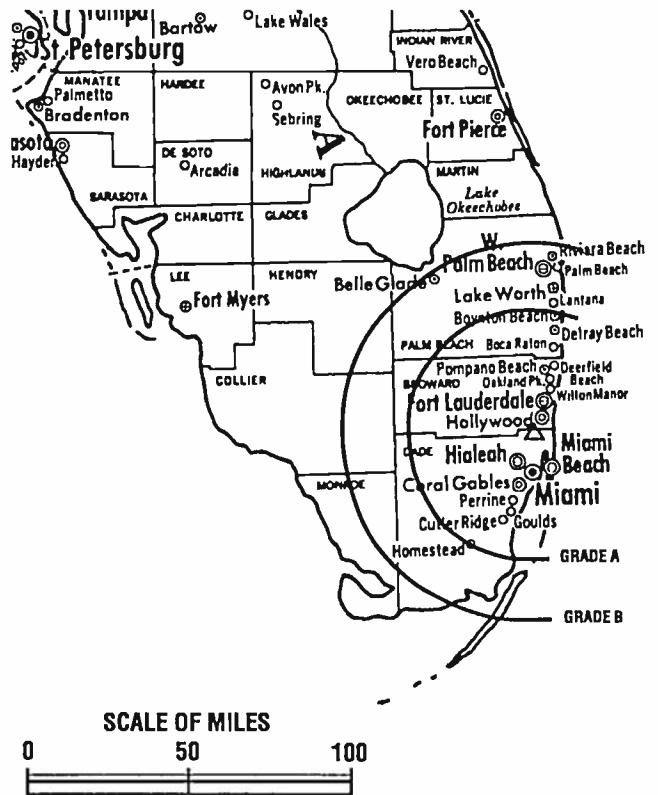 Tampa
Bartow
Lake Wales
St. Petersburg
INDIAN RIVER
Vero Beach
MANATEE
Palmetto
Bradenton
HARDEE
Avon Pk.
Sebring
OKEECHOBEE
ST. LUCIE
Fort Pierce
asota
Hayden
DE SOTO
Arcadia
HIGHLANDS
MARTIN
Lake
Okeechobee
SARASOTA
CHARLOTTE
GLADES
W.
Palm Beach
Riviera Beach
Palm Beach
LEE
HENDRY
Belle Glade
Lake Worth
Lantana
Fort Myers
Boynton Beach
Delray Beach
PALM BEACH
Boca Raton
COLLIER
Pompano Beach
Deerfield
Beach
BROWARD
Oakland Pk.
Wilton Manor
Fort Lauderdale
Hollywood
DADE
Hialeah
Miami
Beach
MONROE
Coral Gables
Miami
Perrine
Cutler Ridge
Goulds
Homestead
GRADE A
GRADE B
SCALE OF MILES
0 50 100